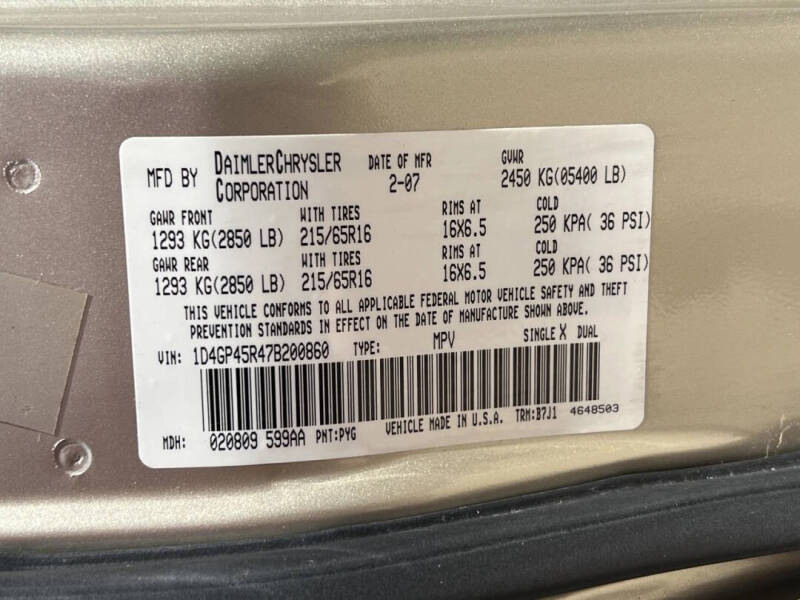 MFD BY DAIMLERCHRYSLER CORPORATION DATE OF MFR 2-07 GVWR 2450 KG(05400 LB)
GAWR FRONT WITH TIRES RIMS AT COLD
1293 KG(2850 LB) 215/65R16 16X6.5 250 KPA( 36 PSI)
GAWR REAR WITH TIRES RIMS AT COLD
1293 KG(2850 LB) 215/65R16 16X6.5 250 KPA( 36 PSI)
THIS VEHICLE CONFORMS TO ALL APPLICABLE FEDERAL MOTOR VEHICLE SAFETY AND THEFT
PREVENTION STANDARDS IN EFFECT ON THE DATE OF MANUFACTURE SHOWN ABOVE.
VIN: 1D4GP45R47B200860 TYPE: MPV SINGLE X DUAL
MDH: 020809 599AA PNT:PYG VEHICLE MADE IN U.S.A. TRM:B7J1 4648503